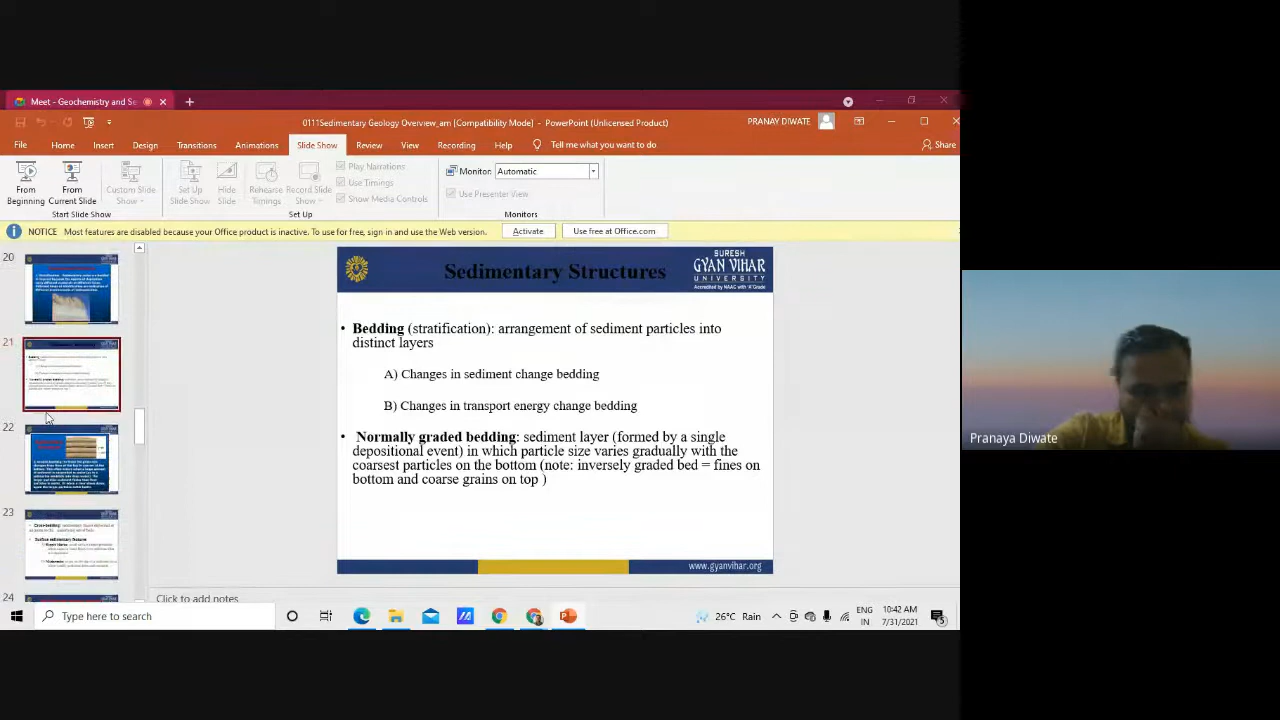 Meet - Geochemistry and Se
0111Sedimentary Geology Overview_am [Compatibility Mode] - PowerPoint (Unlicensed Product)
PRANAY DIWATE
File Home Insert Design Transitions Animations Slide Show Review View Recording Help Tell me what you want to do Share
From Beginning
From Current Slide
Custom Slide Show
Set Up Slide Show
Hide Slide
Rehearse Timings
Record Slide Show
Play Narrations
Use Timings
Show Media Controls
Monitor: Automatic
Use Presenter View
Start Slide Show Set Up Monitors
NOTICE Most features are disabled because your Office product is inactive. To use for free, sign in and use the Web version. Activate Use free at Office.com
20
21
22
23
24
Sedimentary Structures
SURESH
GYAN VIHAR
UNIVERSITY
Accredited by NAAC with 'A' Grade
• Bedding (stratification): arrangement of sediment particles into
distinct layers
A) Changes in sediment change bedding
B) Changes in transport energy change bedding
• Normally graded bedding: sediment layer (formed by a single
depositional event) in which particle size varies gradually with the
coarsest particles on the bottom (note: inversely graded bed = fines on
bottom and coarse grains on top )
www.gyanvihar.org
Click to add notes
Pranaya Diwate
Type here to search
26°C Rain
ENG
IN
10:42 AM
7/31/2021
5